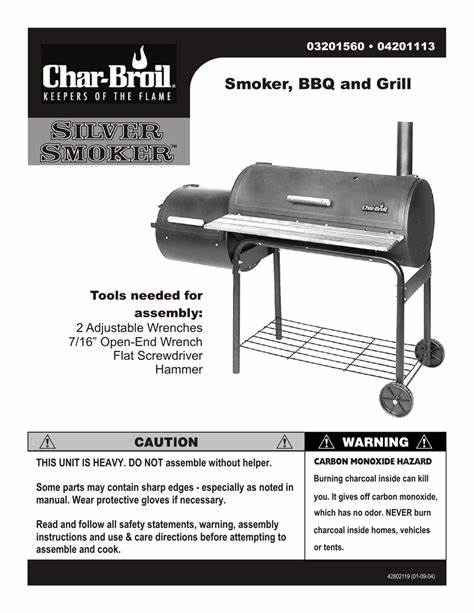 03201560 • 04201113
Char-Broil®
KEEPERS OF THE FLAME
Smoker, BBQ and Grill
SILVER
SMOKER™
Char-Broil
Tools needed for
assembly:
2 Adjustable Wrenches
7/16” Open-End Wrench
Flat Screwdriver
Hammer
CAUTION
THIS UNIT IS HEAVY. DO NOT assemble without helper.
Some parts may contain sharp edges - especially as noted in
manual. Wear protective gloves if necessary.
Read and follow all safety statements, warning, assembly
instructions and use & care directions before attempting to
assemble and cook.
WARNING
CARBON MONOXIDE HAZARD
Burning charcoal inside can kill
you. It gives off carbon monoxide,
which has no odor. NEVER burn
charcoal inside homes, vehicles
or tents.
42802119 (01-09-04)